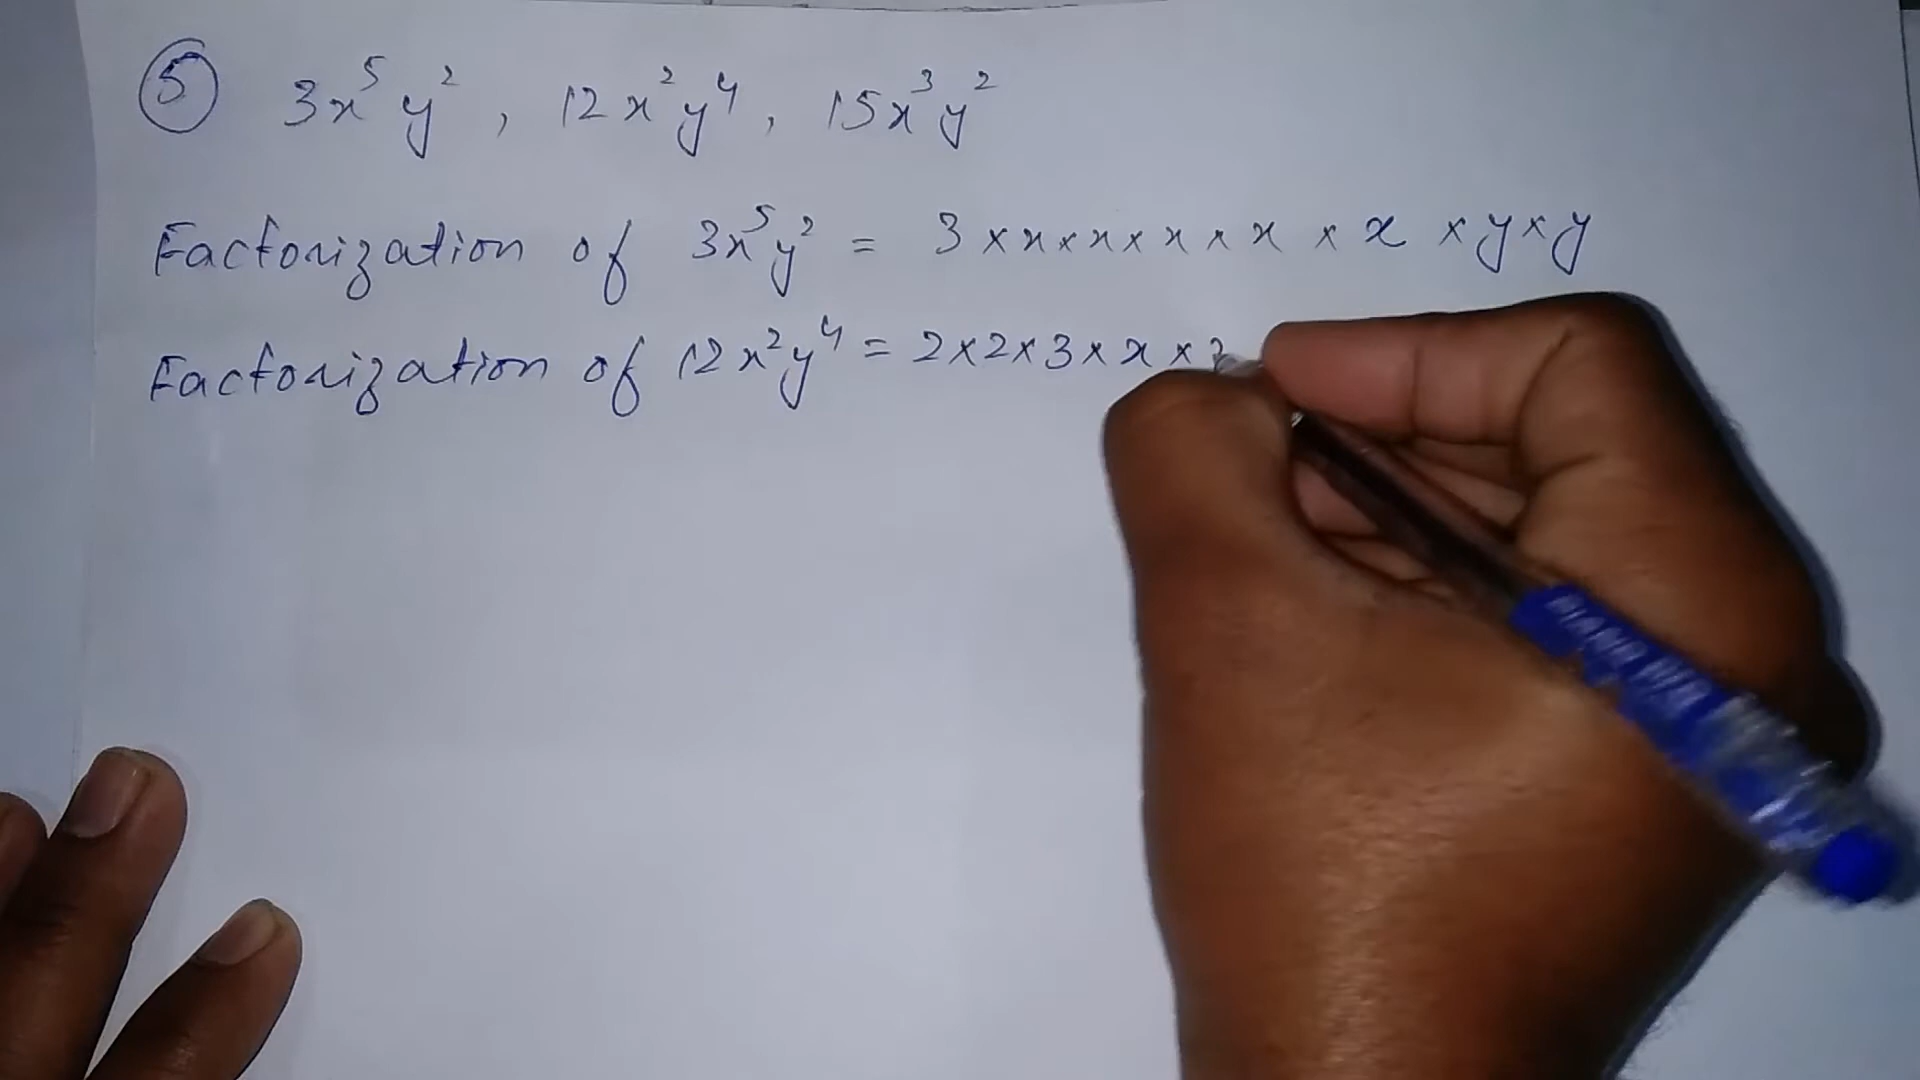 ⑤ 3x⁵y², 12x²y⁴, 15x³y²
Factorization of 3x⁵y² = 3×x×x×x×x×x×y×y
Factorization of 12x²y⁴ = 2×2×3×x×